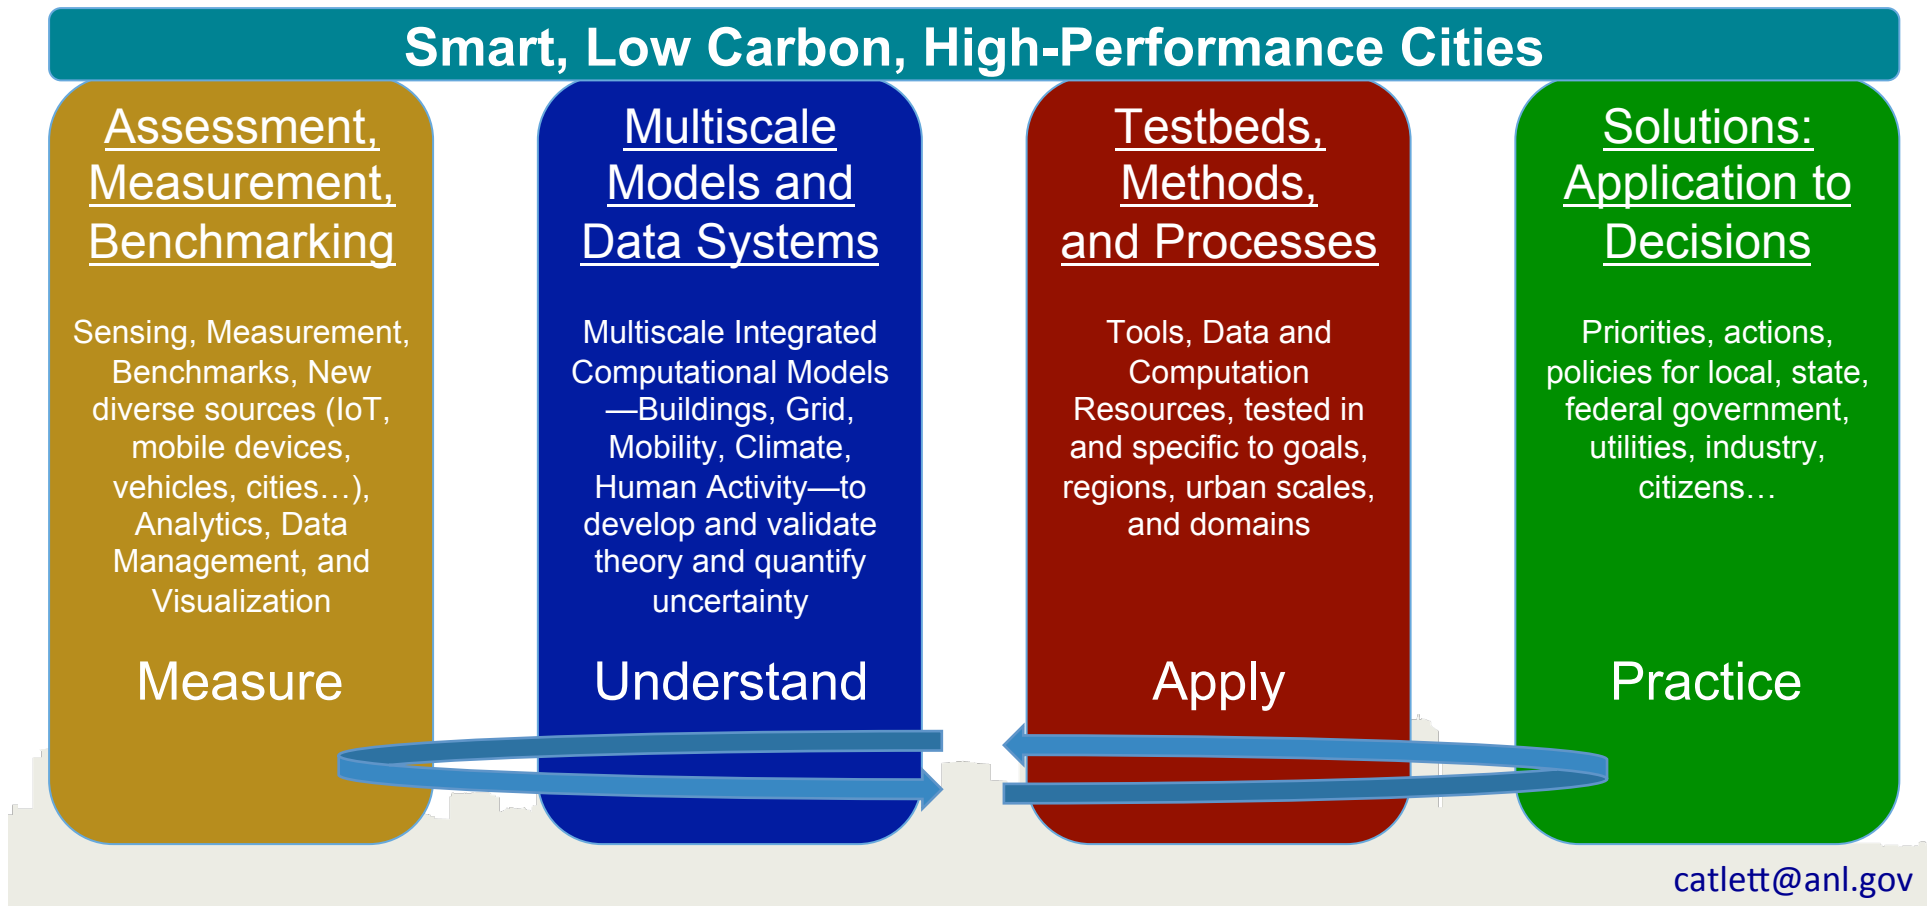 Smart, Low Carbon, High-Performance Cities
Assessment,
Measurement,
Benchmarking
Sensing, Measurement,
Benchmarks, New
diverse sources (IoT,
mobile devices,
vehicles, cities…),
Analytics, Data
Management, and
Visualization
Measure
Multiscale
Models and
Data Systems
Multiscale Integrated
Computational Models
—Buildings, Grid,
Mobility, Climate,
Human Activity—to
develop and validate
theory and quantify
uncertainty
Understand
Testbeds,
Methods,
and Processes
Tools, Data and
Computation
Resources, tested in
and specific to goals,
regions, urban scales,
and domains
Apply
Solutions:
Application to
Decisions
Priorities, actions,
policies for local, state,
federal government,
utilities, industry,
citizens…
Practice
catlett@anl.gov